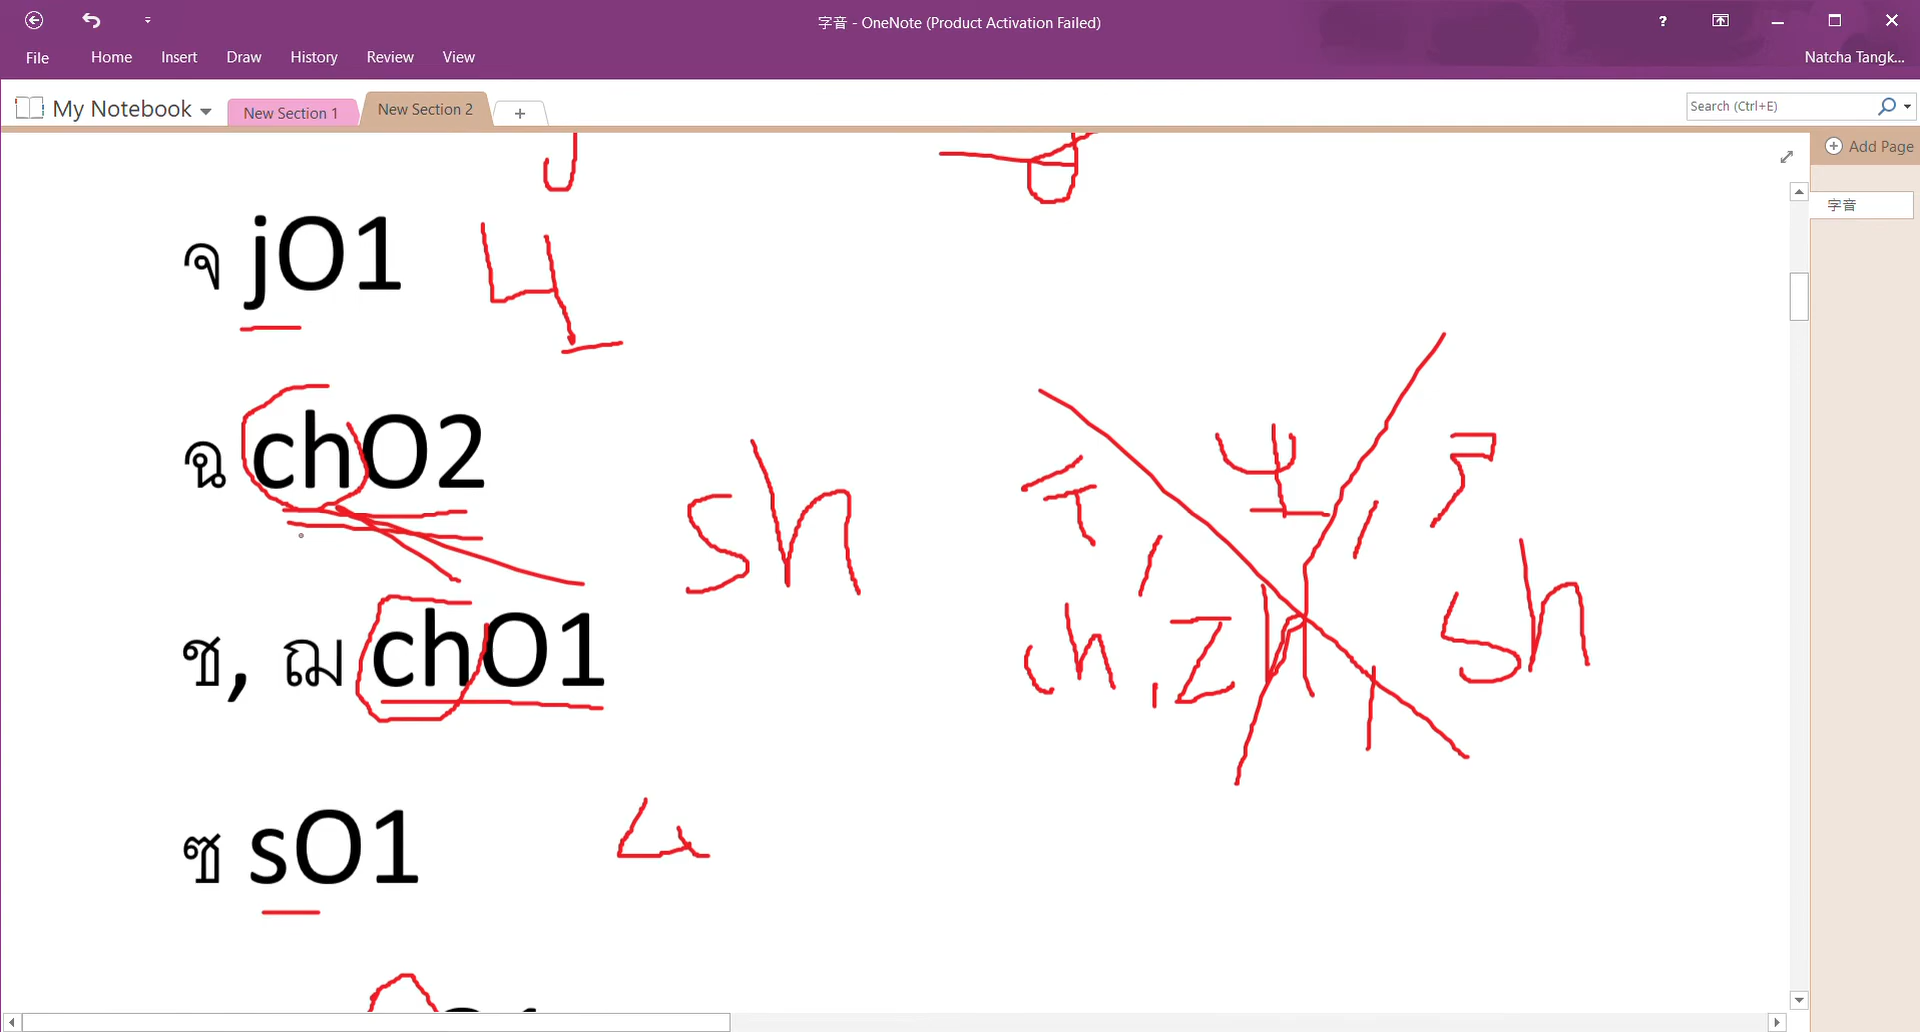 字音 - OneNote (Product Activation Failed)
?
File Home Insert Draw History Review View
Natcha Tangk...
My Notebook New Section 1 New Section 2 +
Search (Ctrl+E)
Add Page
字音
จ jO1 ㄐ
ฉ chO2
sh
ㄑ ㄓ ㄕ
ช, ฌ chO1
ch, Zh sh
ซ sO1 ㄙ